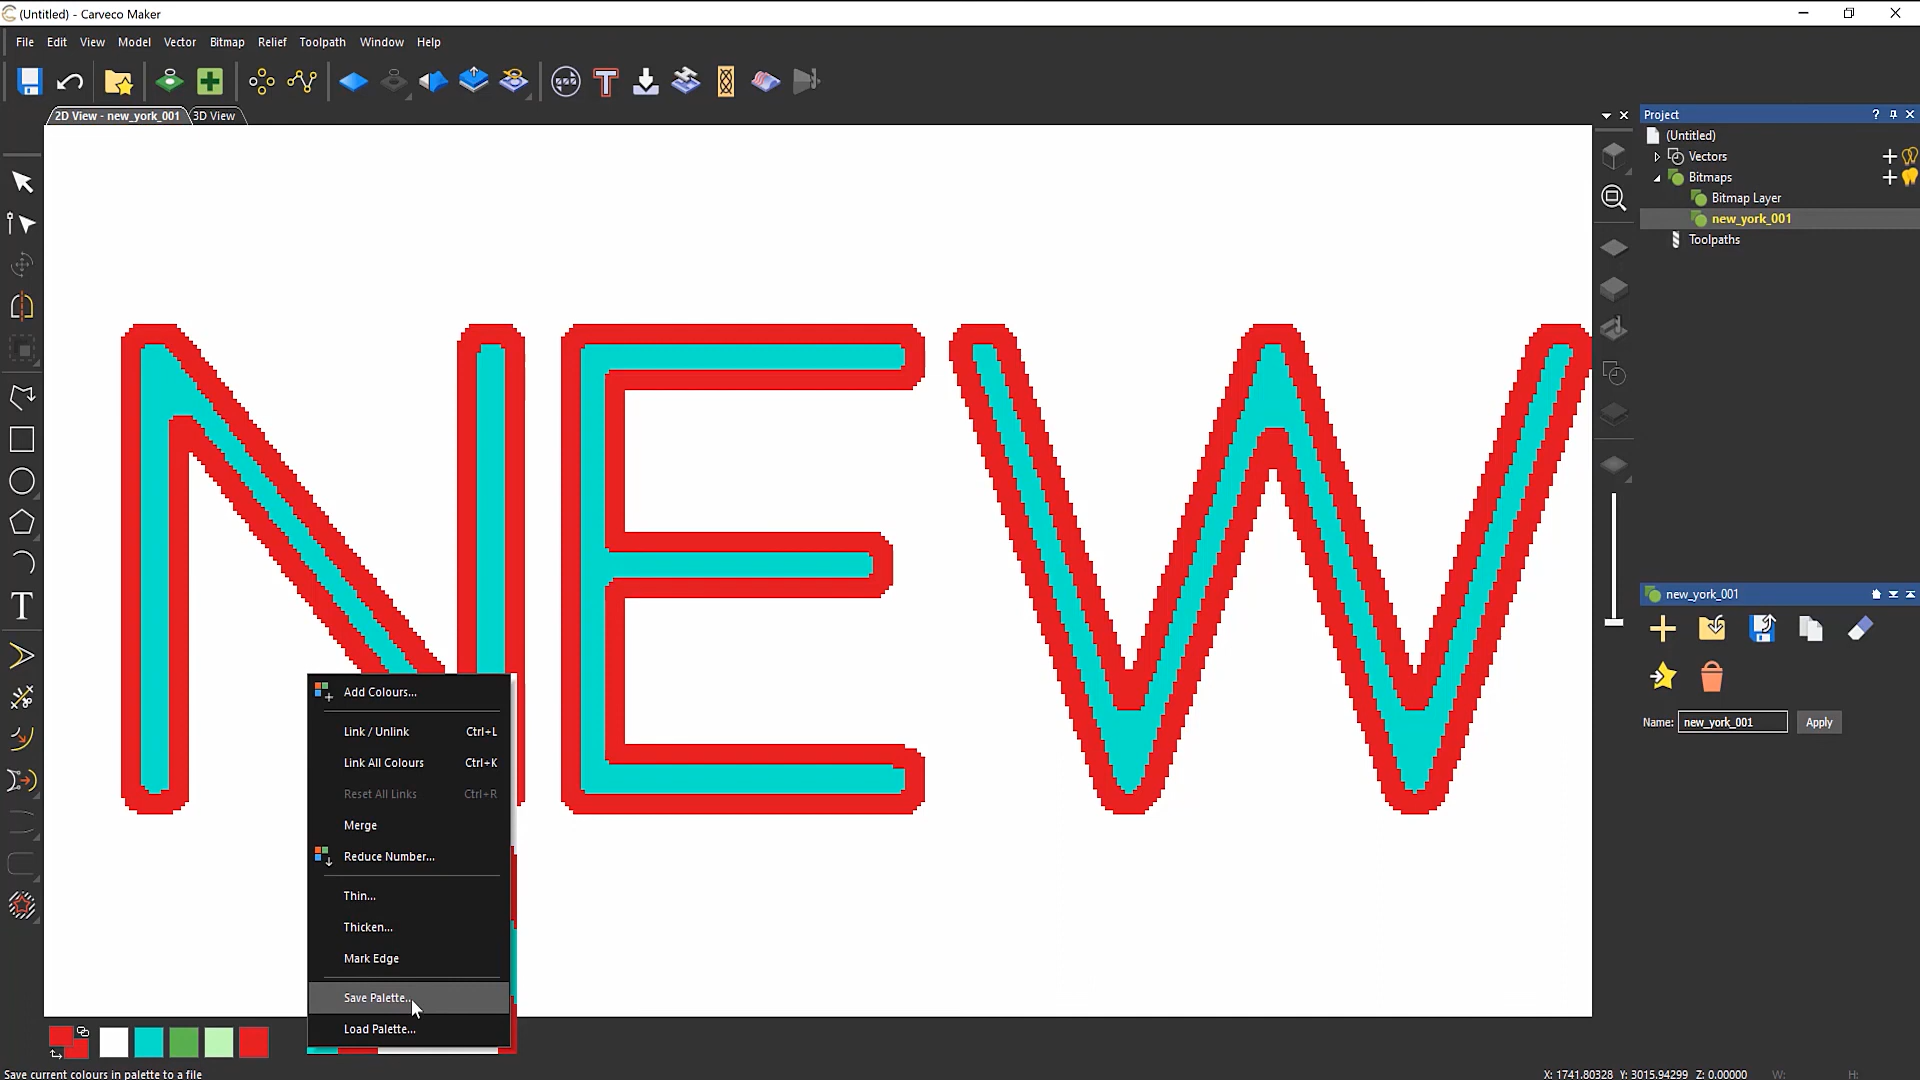 (Untitled) - Carveco Maker
File Edit View Model Vector Bitmap Relief Toolpath Window Help
2D View - new_york_001 3D View
Project
(Untitled)
Vectors
Bitmaps
Bitmap Layer
new_york_001
Toolpaths
NEW
new_york_001
Name: new_york_001 Apply
Add Colours...
Link / Unlink Ctrl+L
Link All Colours Ctrl+K
Reset All Links Ctrl+R
Merge
Reduce Number...
Thin...
Thicken...
Mark Edge
Save Palette...
Load Palette...
Save current colours in palette to a file
X: 1741.80328 Y: 3015.94299 Z: 0.00000 W: H: